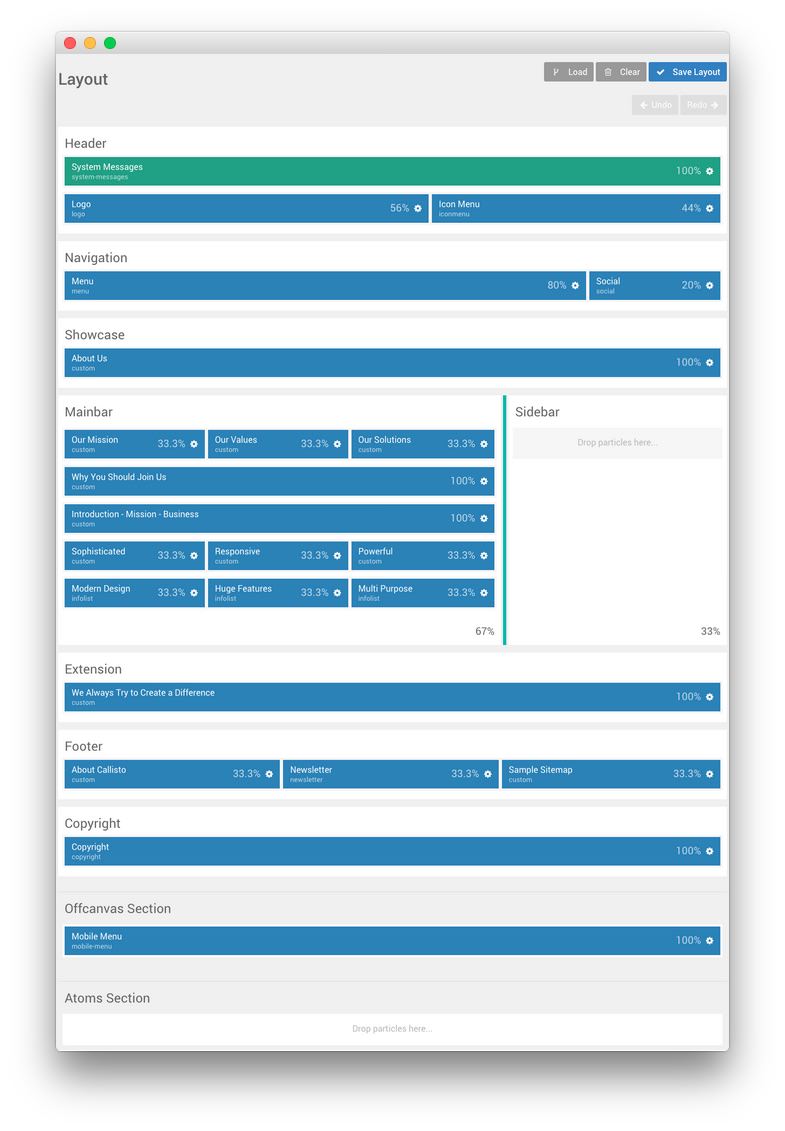 Layout
Load
Clear
Save Layout
Undo
Redo
Header
System Messages
system-messages
100%
Logo
logo
56%
Icon Menu
iconmenu
44%
Navigation
Menu
menu
80%
Social
social
20%
Showcase
About Us
custom
100%
Mainbar
Our Mission
custom
33.3%
Our Values
custom
33.3%
Our Solutions
custom
33.3%
Why You Should Join Us
custom
100%
Introduction - Mission - Business
custom
100%
Sophisticated
custom
33.3%
Responsive
custom
33.3%
Powerful
custom
33.3%
Modern Design
infolist
33.3%
Huge Features
infolist
33.3%
Multi Purpose
infolist
33.3%
67%
Sidebar
Drop particles here...
33%
Extension
We Always Try to Create a Difference
custom
100%
Footer
About Callisto
custom
33.3%
Newsletter
newsletter
33.3%
Sample Sitemap
custom
33.3%
Copyright
Copyright
copyright
100%
Offcanvas Section
Mobile Menu
mobile-menu
100%
Atoms Section
Drop particles here...